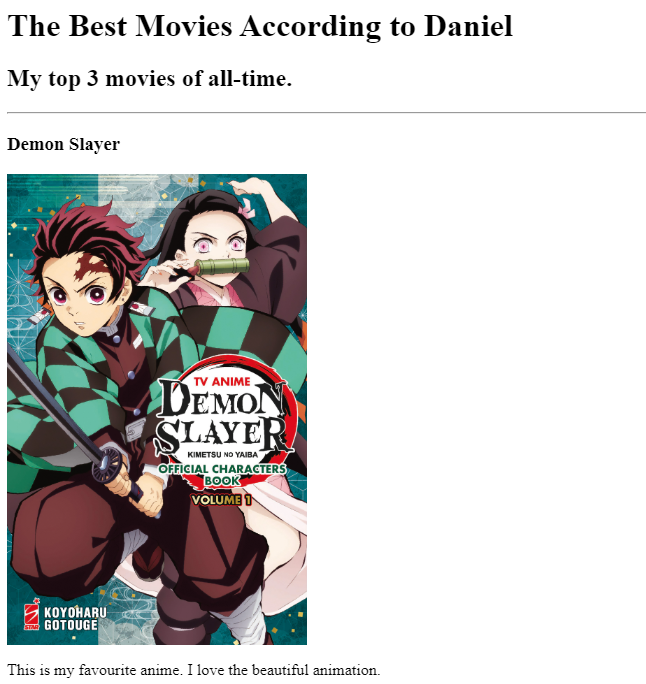 The Best Movies According to Daniel
My top 3 movies of all-time.
Demon Slayer
TV ANIME
DEMON
SLAYER
KIMETSU NO YAIBA
OFFICIAL CHARACTERS
BOOK
VOLUME 1
STAR
KOYOHARU
GOTOUGE
This is my favourite anime. I love the beautiful animation.